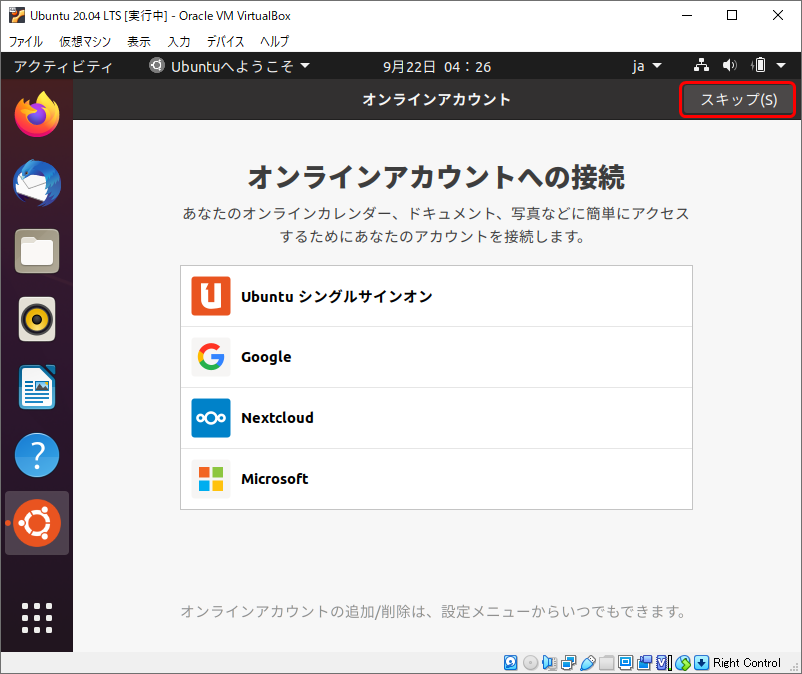 Ubuntu 20.04 LTS [実行中] - Oracle VM VirtualBox
ファイル 仮想マシン 表示 入力 デバイス ヘルプ
アクティビティ Ubuntuへようこそ 9月22日 04：26 ja
オンラインアカウント スキップ(S)
オンラインアカウントへの接続
あなたのオンラインカレンダー、ドキュメント、写真などに簡単にアクセス
するためにあなたのアカウントを接続します。
Ubuntu シングルサインオン
Google
Nextcloud
Microsoft
オンラインアカウントの追加/削除は、設定メニューからいつでもできます。
Right Control